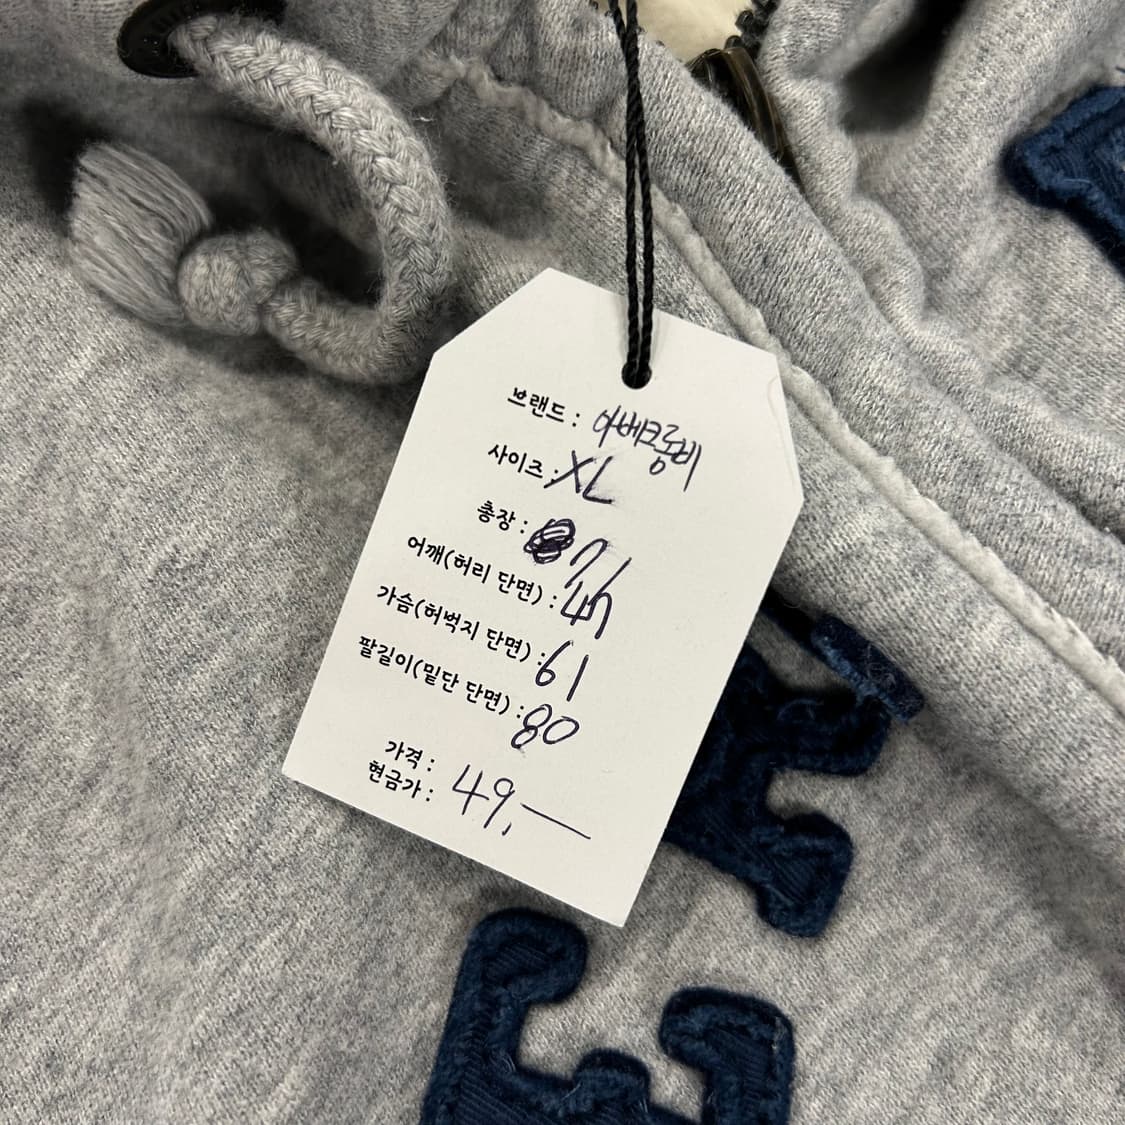 브랜드 : 아베크롬비
사이즈 : XL
총장 : 71
어깨(허리 단면) : 47
가슴(허벅지 단면) : 61
팔길이(밑단 단면) : 80
가격 :
현금가 : 49,—